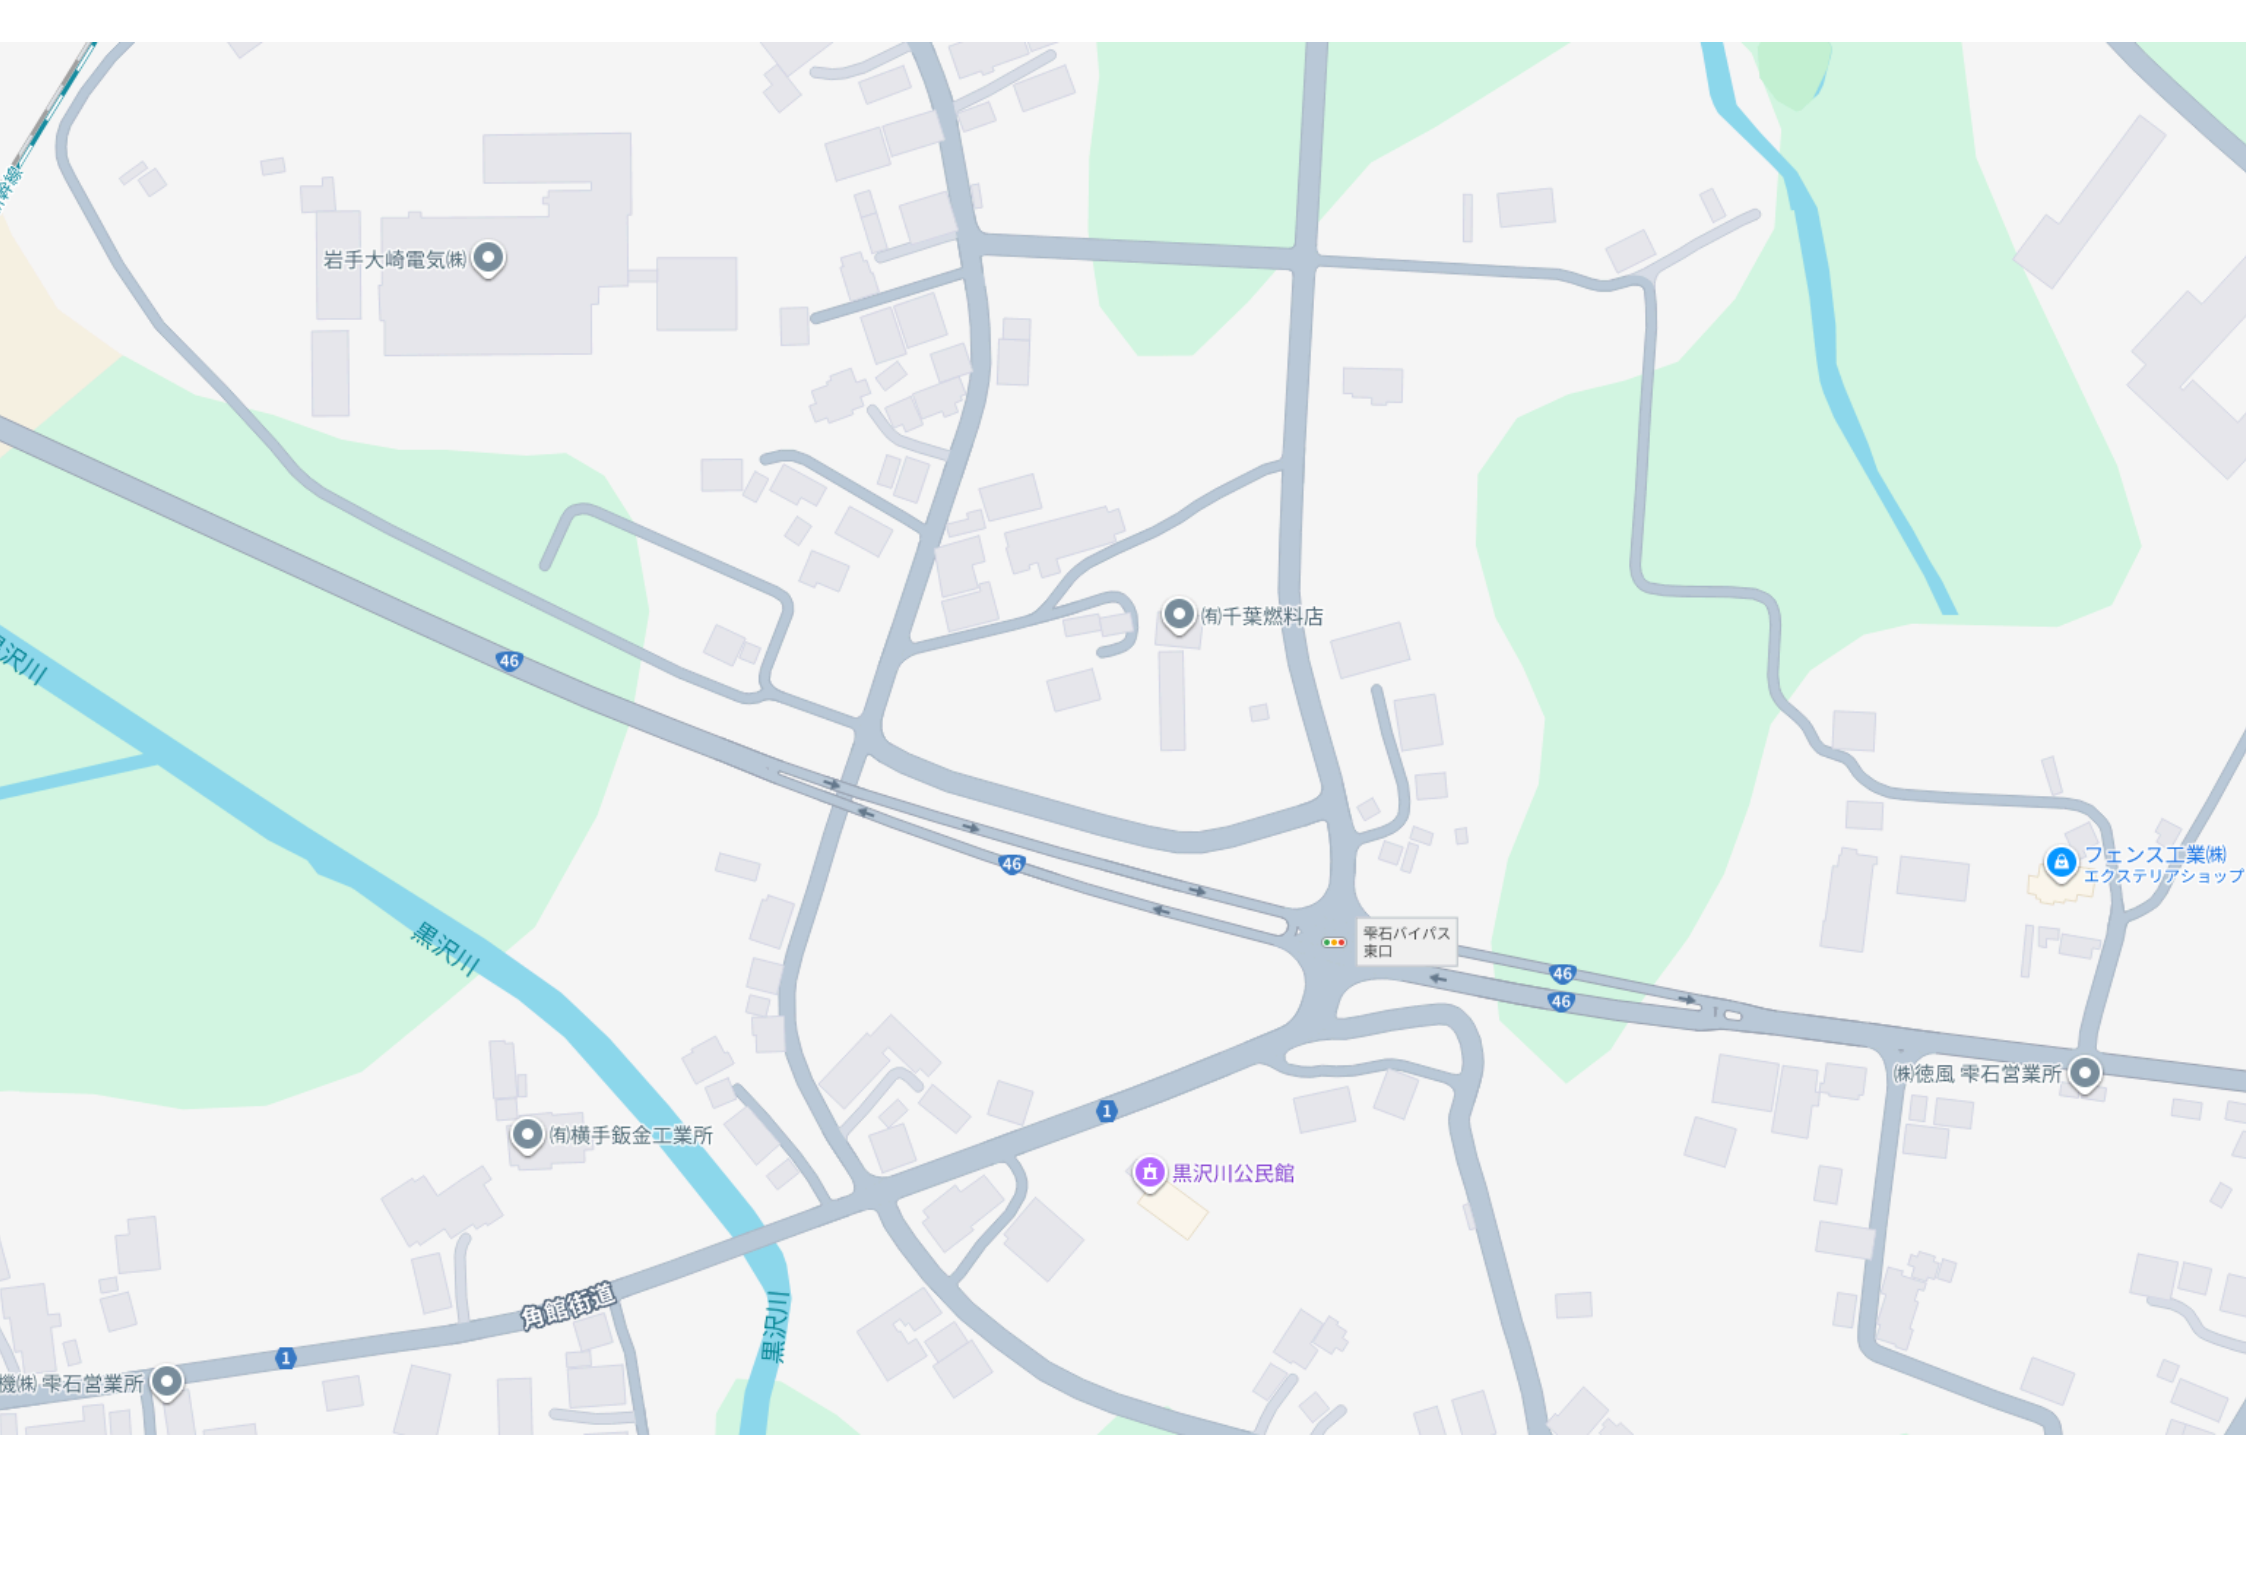 幹線
岩手大崎電気㈱
46
㈲千葉燃料店
沢川
46
フェンス工業㈱
エクステリアショップ
黒沢川
雫石バイパス
東口
46
46
㈱徳風 雫石営業所
1
㈲横手鈑金工業所
黒沢川公民館
角館街道
黒沢川
1
機㈱ 雫石営業所